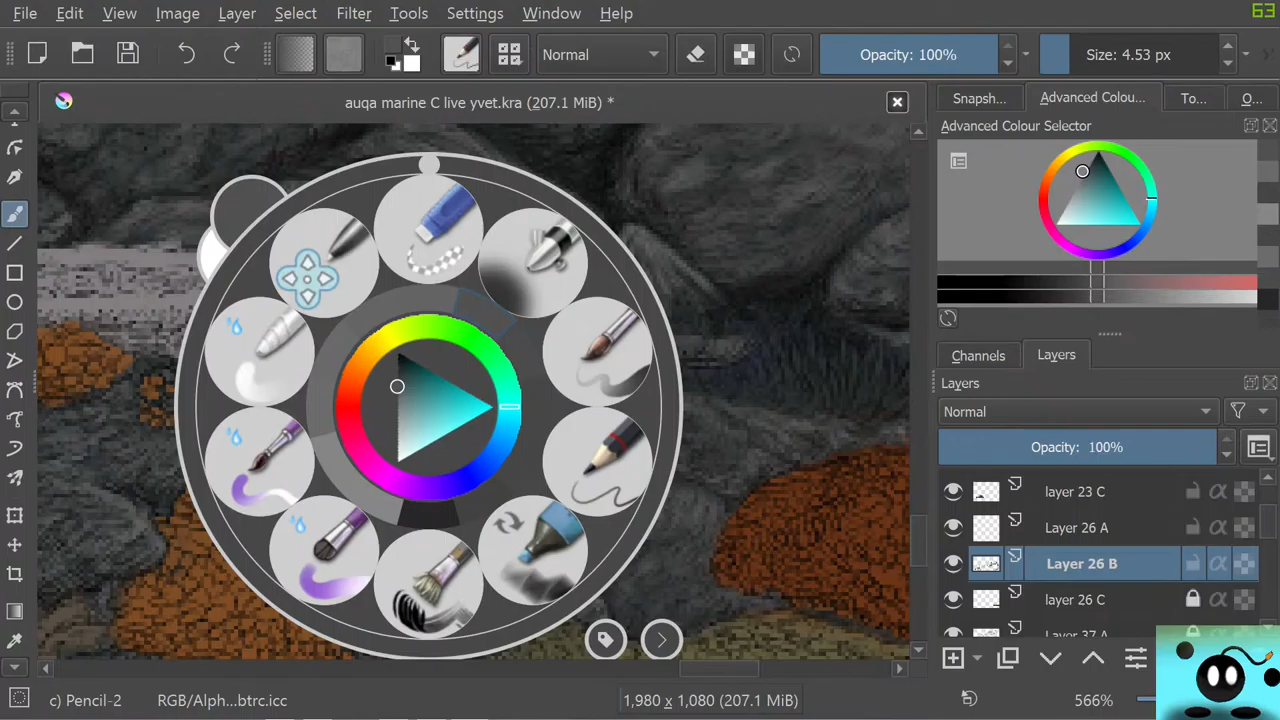 File Edit View Image Layer Select Filter Tools Settings Window Help
63
Normal Opacity: 100% Size: 4.53 px
auqa marine C live yvet.kra (207.1 MiB) *
Snapsh... Advanced Colou... To... O...
Advanced Colour Selector
Channels Layers
Layers
Normal
Opacity: 100%
layer 23 C
Layer 26 A
Layer 26 B
layer 26 C
Layer 37 A
c) Pencil-2 RGB/Alph...btrc.icc 1,980 x 1,080 (207.1 MiB) 566%